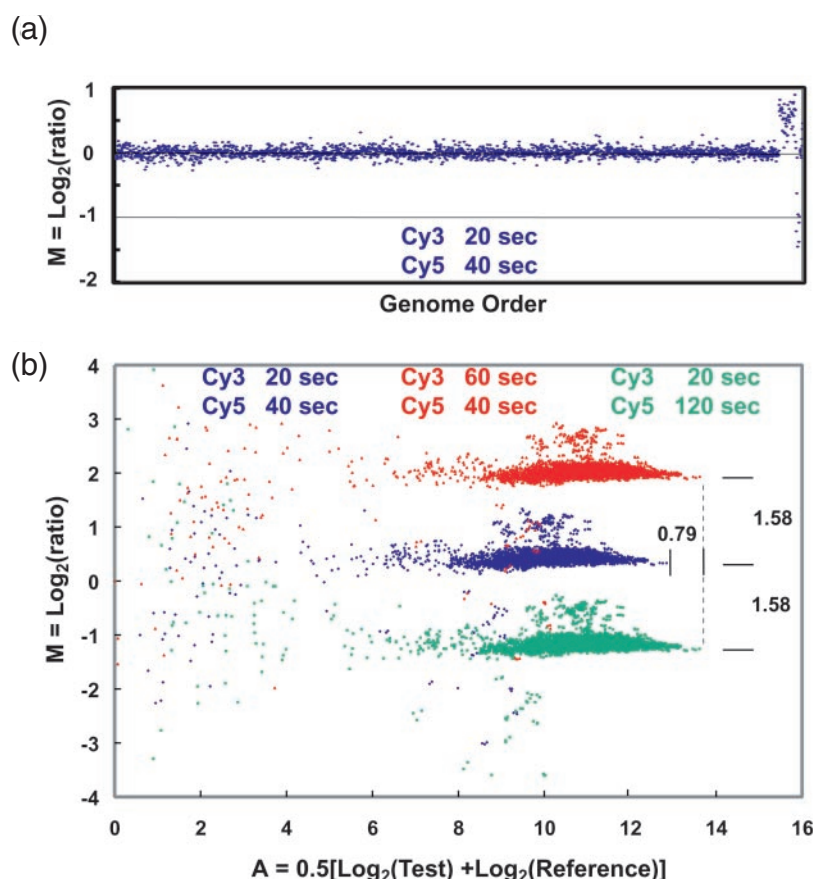 (a)
M = Log2(ratio)
1
0
-1
-2
Cy3 20 sec
Cy5 40 sec
Genome Order
(b)
M = Log2(ratio)
4
3
2
1
0
-1
-2
-3
-4
Cy3 20 sec
Cy5 40 sec
Cy3 60 sec
Cy5 40 sec
Cy3 20 sec
Cy5 120 sec
0.79
1.58
1.58
0 2 4 6 8 10 12 14 16
A = 0.5[Log2(Test) +Log2(Reference)]